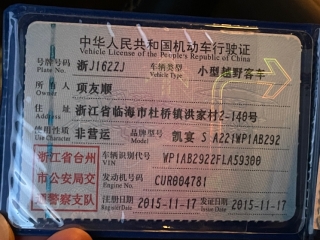 中华人民共和国机动车行驶证
Vehicle License of the People's Republic of China
号牌号码 浙J162ZJ 车辆类型 小型越野客车
Plate No. Vehicle Type
所有人 项友顺
Owner
住址 浙江省临海市杜桥镇洪家村2-148号
Address
使用性质 非营运 品牌型号 凯宴 S A221WP1AB292
Use Character Model
浙江省台州
市公安局交
通警察支队
车辆识别代号 WP1AB2922FLA59300
VIN
发动机号码 CUR004781
Engine No.
注册日期 2015-11-17 发证日期 2015-11-17
Register Date Issue Date